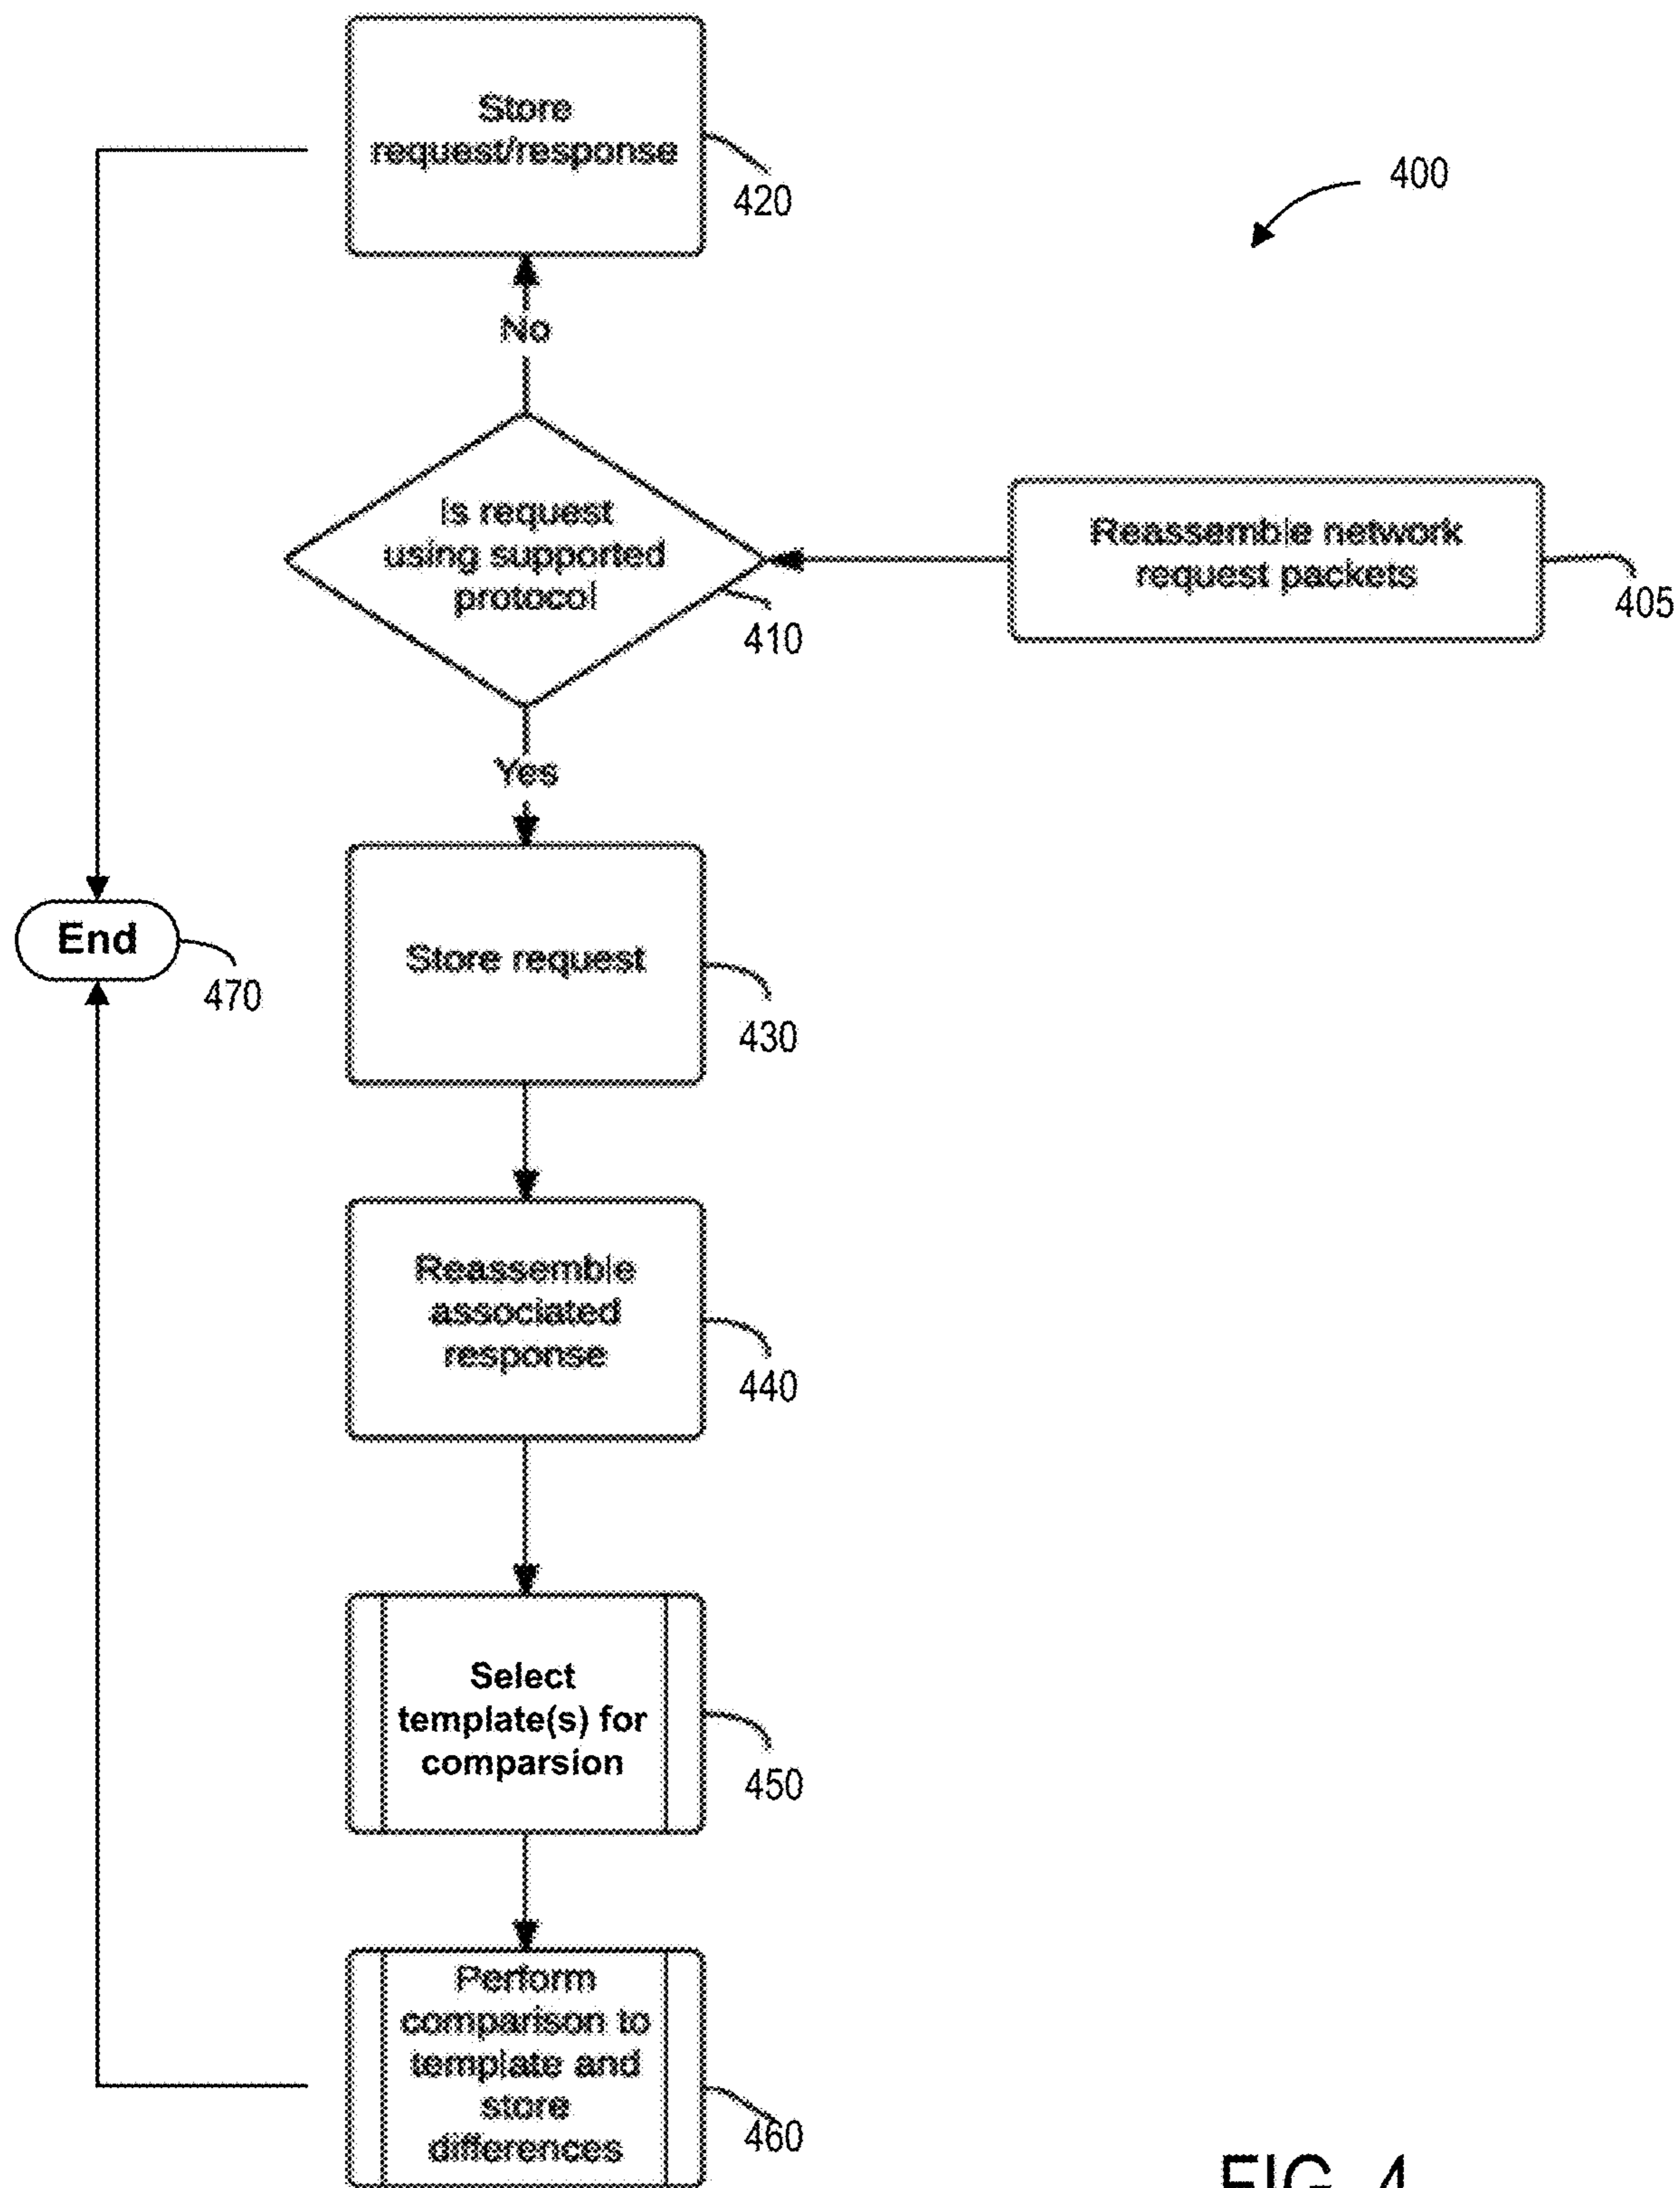 Store
request/response
420
400
No
Is request
using supported
protocol
410
Reassemble network
request packets
405
Yes
End
470
Store request
430
Reassemble
associated
response
440
Select
template(s) for
comparsion
450
Perform
comparison to
template and
store
differences
460
FIG. 4